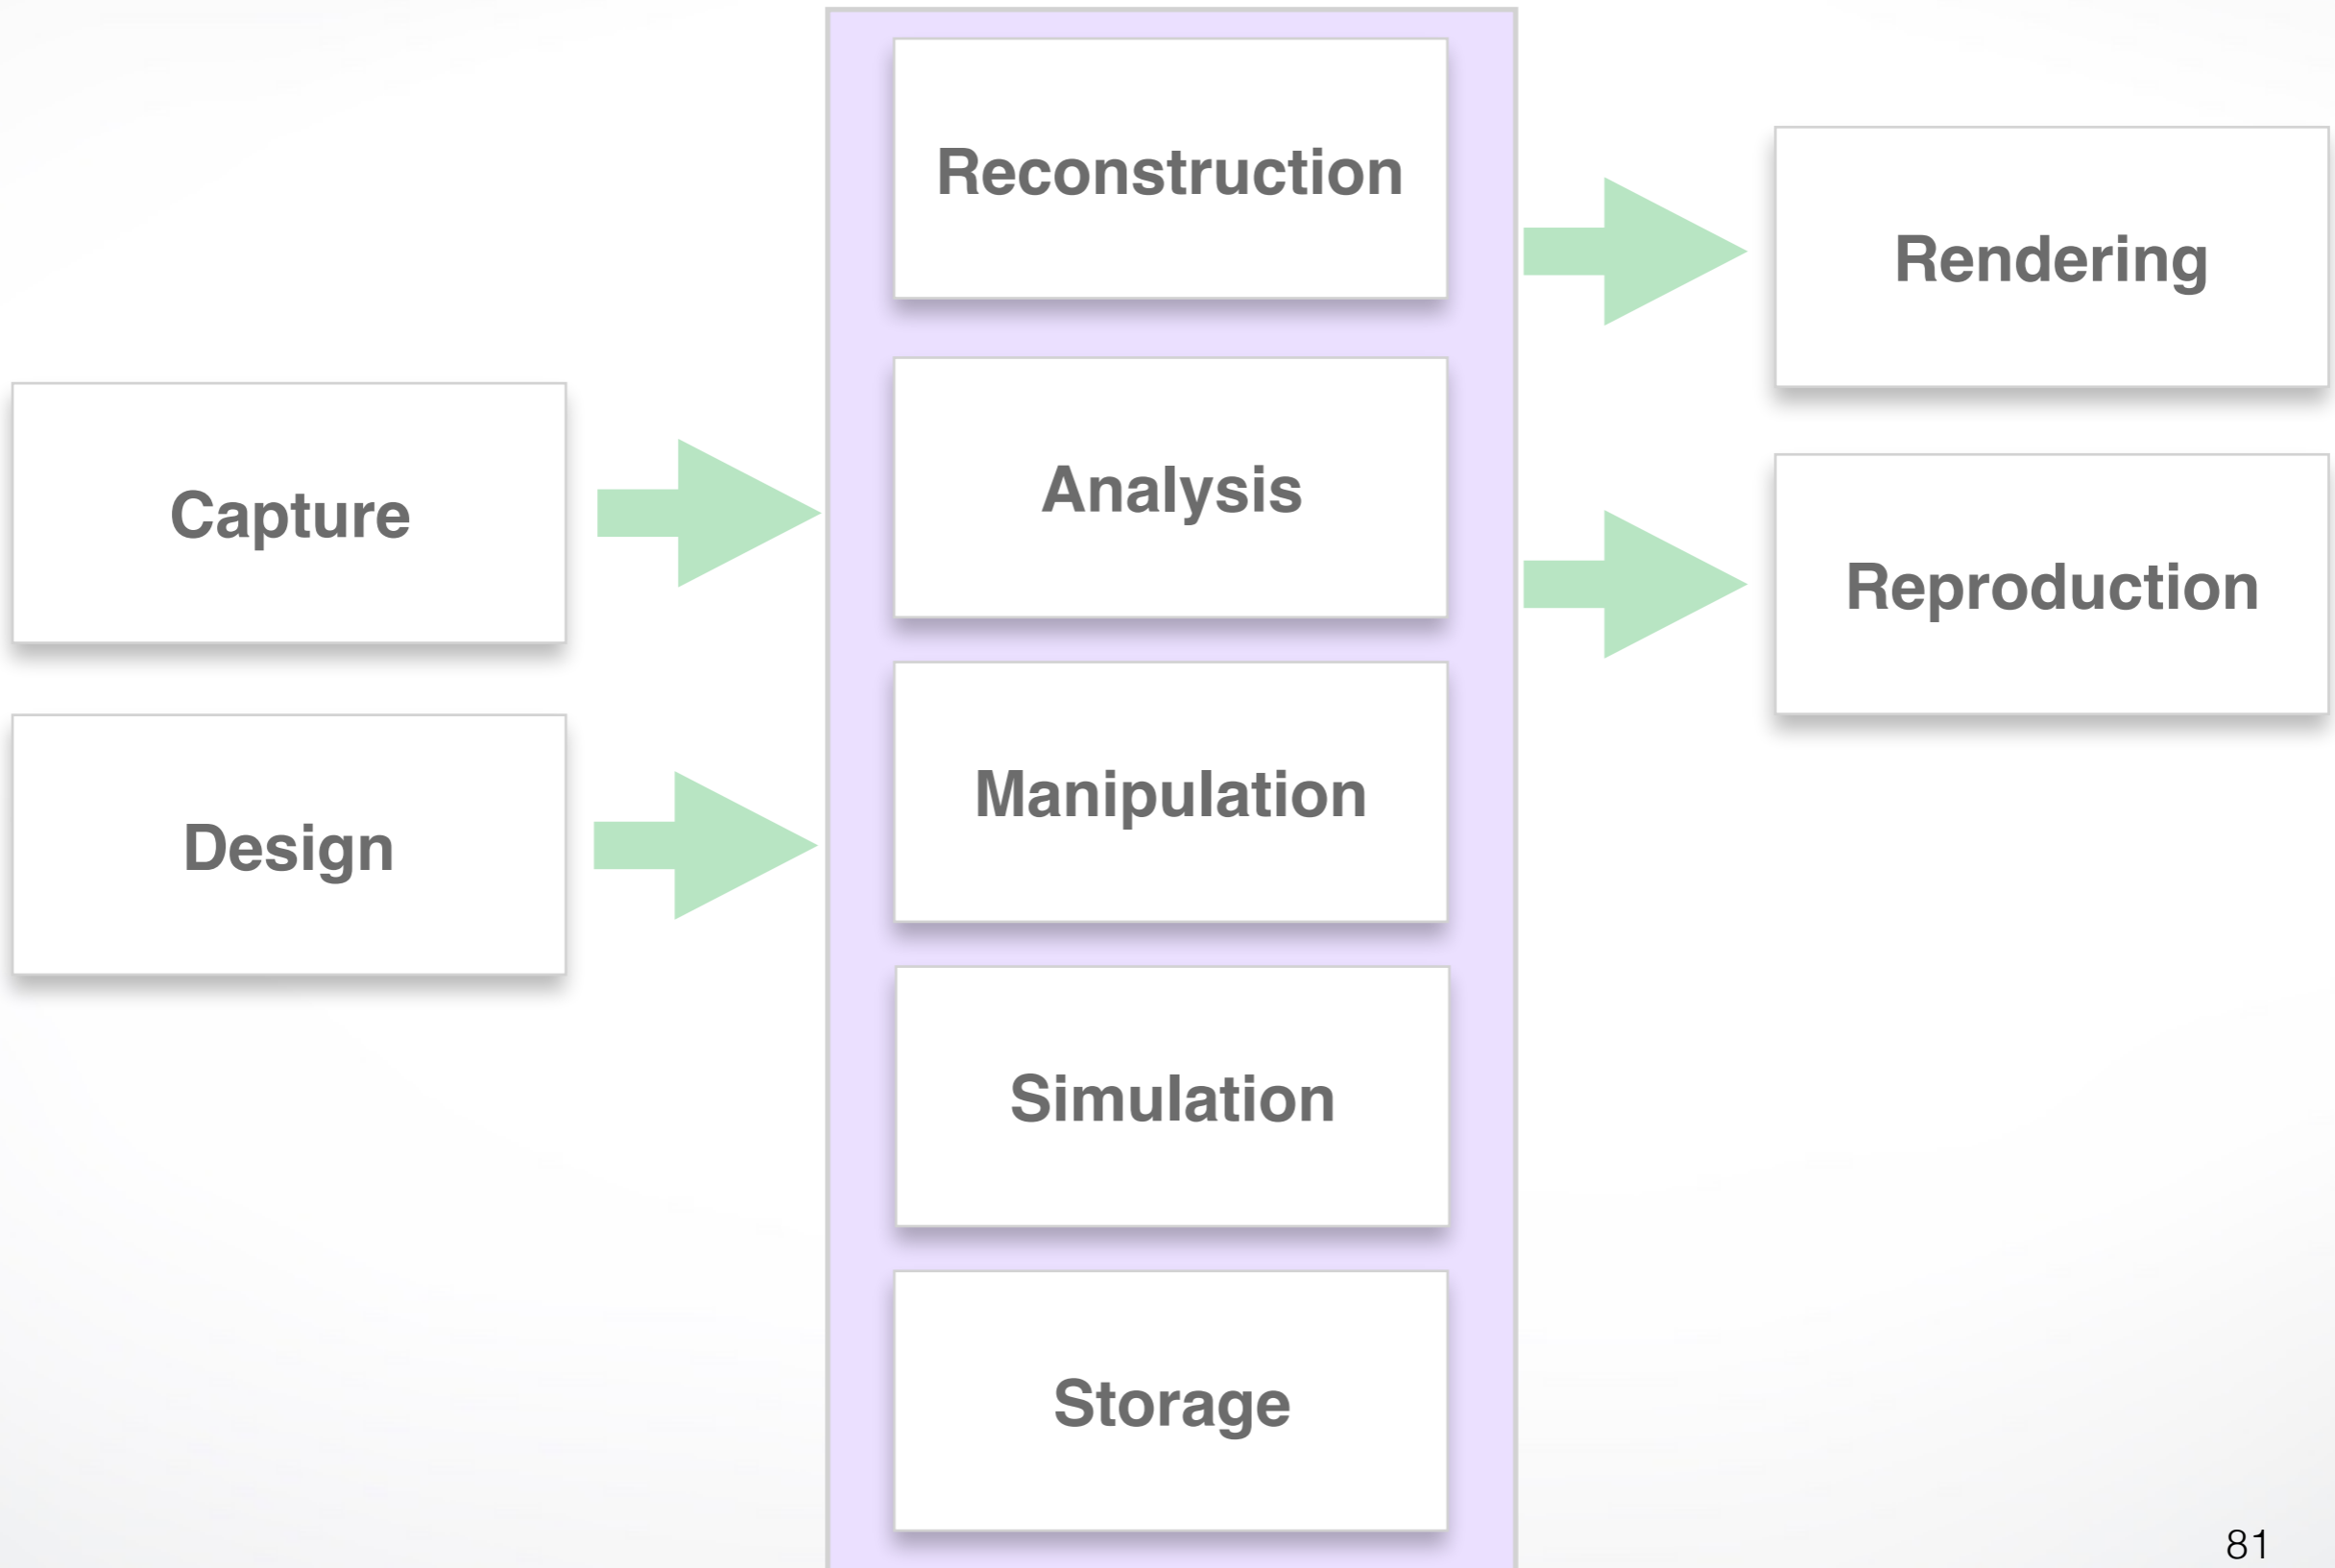 Capture
Design
Reconstruction
Analysis
Manipulation
Simulation
Storage
Rendering
Reproduction
81